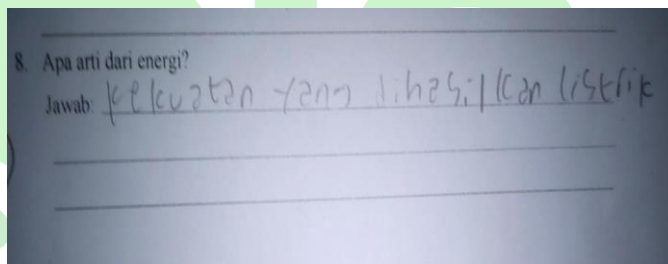 8. Apa arti dari energi?
Jawab: kekuatan yang dihasilkan listrik